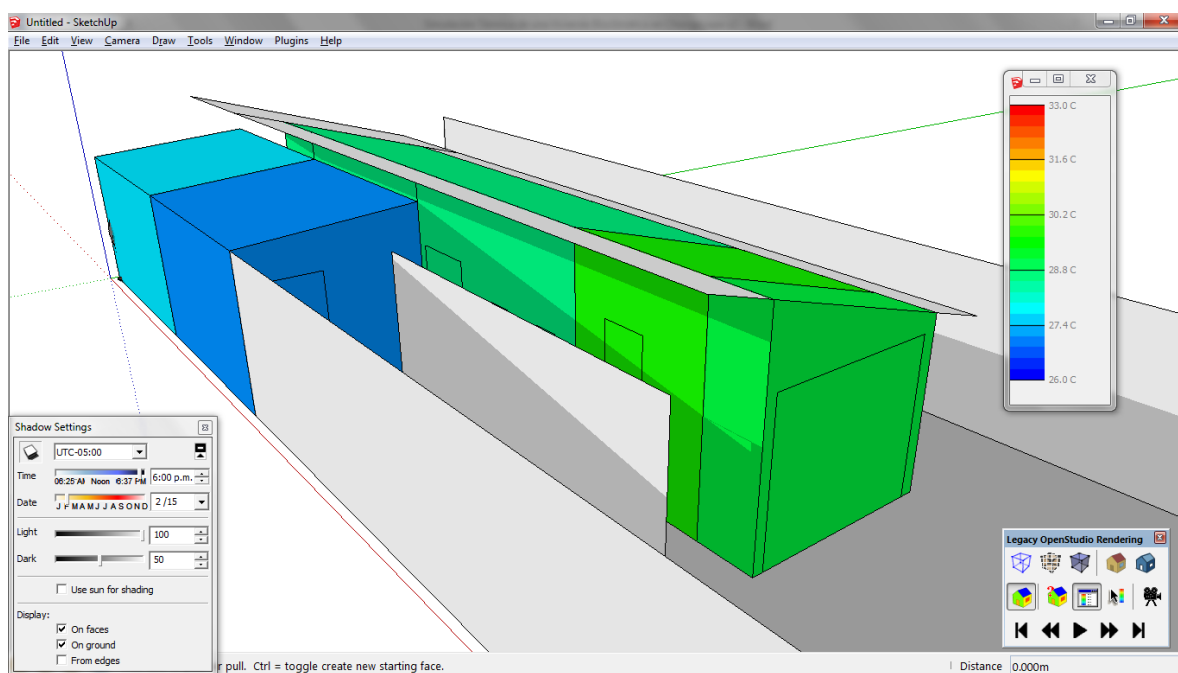 Untitled - SketchUp
File Edit View Camera Draw Tools Window Plugins Help
33.0 C
31.6 C
30.2 C
28.8 C
27.4 C
26.0 C
Shadow Settings
UTC-05:00
Time
06:25 AM Noon 6:37 PM
6:00 p.m.
Date
J F M A M J J A S O N D
2 /15
Light
100
Dark
50
Use sun for shading
Display:
On faces
On ground
From edges
Legacy OpenStudio Rendering
r pull. Ctrl = toggle create new starting face.
Distance 0.000m